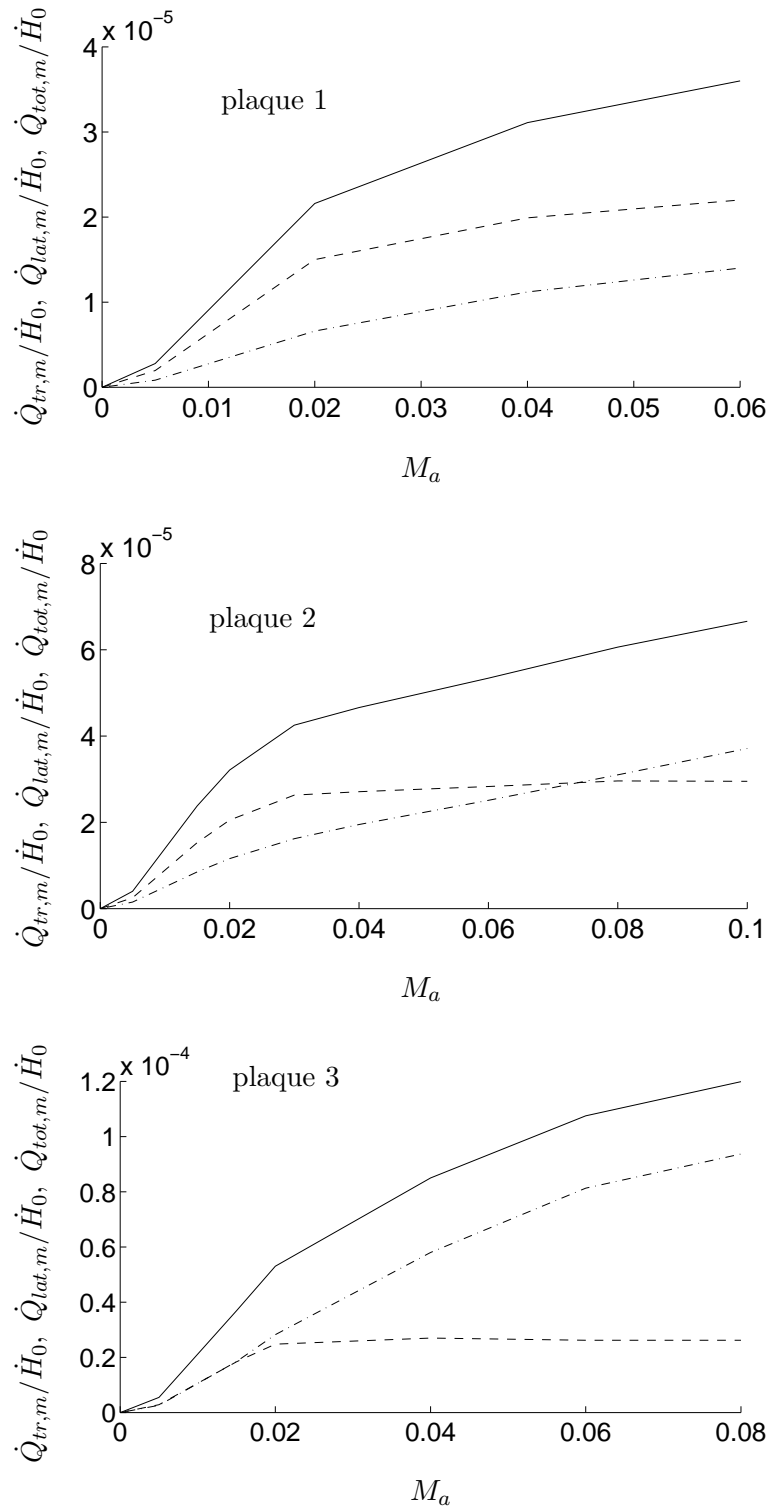 x 10⁻⁵
4
plaque 1
3
2
1
0
0 0.01 0.02 0.03 0.04 0.05 0.06
Q̇tr,m/Ḣ0, Q̇lat,m/Ḣ0, Q̇tot,m/Ḣ0
Ma
x 10⁻⁵
8
plaque 2
6
4
2
0
0 0.02 0.04 0.06 0.08 0.1
Q̇tr,m/Ḣ0, Q̇lat,m/Ḣ0, Q̇tot,m/Ḣ0
Ma
x 10⁻⁴
1.2
plaque 3
1
0.8
0.6
0.4
0.2
0
0 0.02 0.04 0.06 0.08
Q̇tr,m/Ḣ0, Q̇lat,m/Ḣ0, Q̇tot,m/Ḣ0
Ma